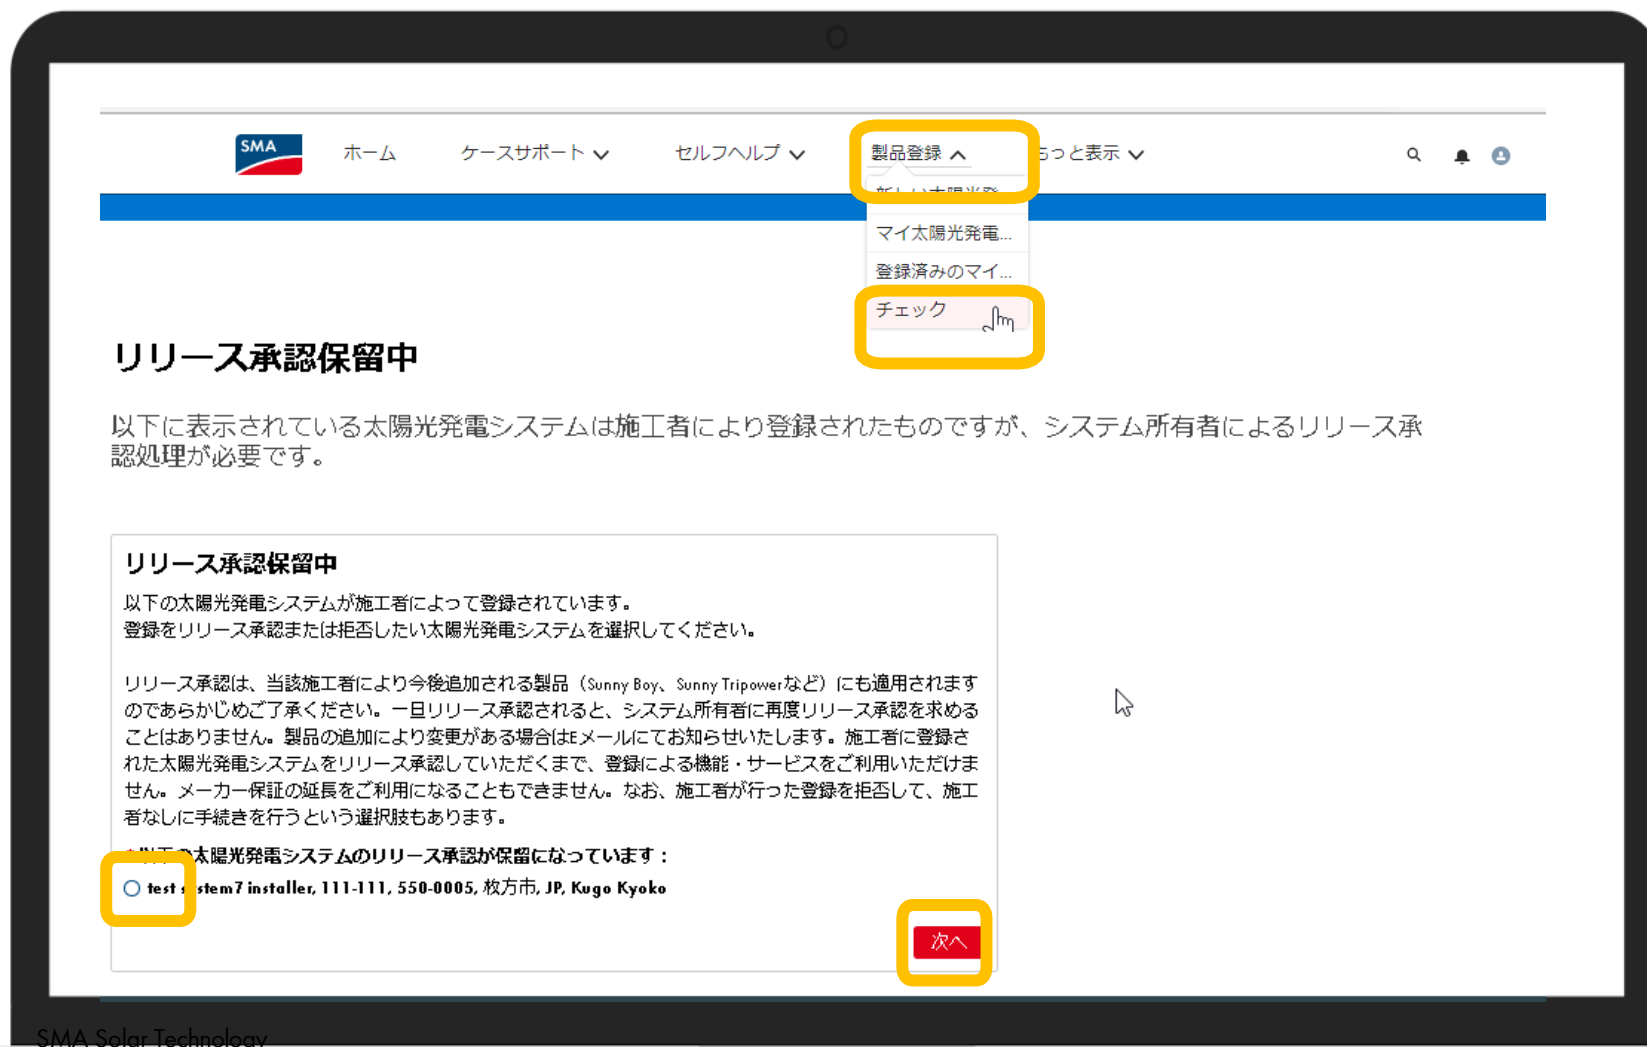 SMA
ホーム
ケースサポート
セルフヘルプ
製品登録
っと表示
マイ太陽光発電...
登録済みのマイ...
チェック
リリース承認保留中
以下に表示されている太陽光発電システムは施工者により登録されたものですが、システム所有者によるリリース承
認処理が必要です。
リリース承認保留中
以下の太陽光発電システムが施工者によって登録されています。
登録をリリース承認または拒否したい太陽光発電システムを選択してください。
リリース承認は、当該施工者により今後追加される製品（Sunny Boy、Sunny Tripowerなど）にも適用されます
のであらかじめご了承ください。一旦リリース承認されると、システム所有者に再度リリース承認を求める
ことはありません。製品の追加により変更がある場合はEメールにてお知らせいたします。施工者に登録さ
れた太陽光発電システムをリリース承認していただくまで、登録による機能・サービスをご利用いただけま
せん。メーカー保証の延長をご利用になることもできません。なお、施工者が行った登録を拒否して、施工
者なしに手続きを行うという選択肢もあります。
太陽光発電システムのリリース承認が保留になっています：
test system7 installer, 111-111, 550-0005, 枚方市, JP, Kugo Kyoko
次へ
SMA Solar Technology